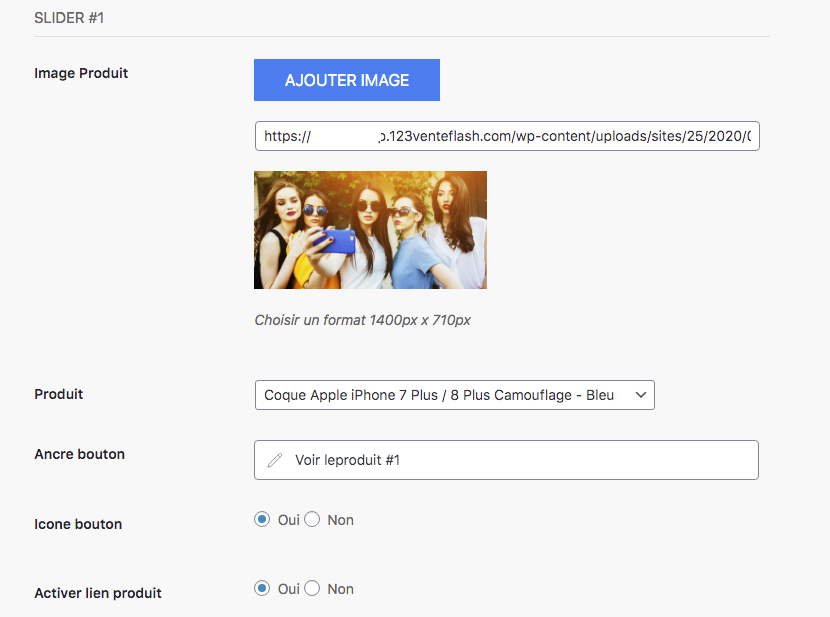 SLIDER #1
Image Produit
AJOUTER IMAGE
https:// .123venteflash.com/wp-content/uploads/sites/25/2020/
Choisir un format 1400px x 710px
Produit
Coque Apple iPhone 7 Plus / 8 Plus Camouflage - Bleu
Ancre bouton
Voir leproduit #1
Icone bouton
Oui Non
Activer lien produit
Oui Non